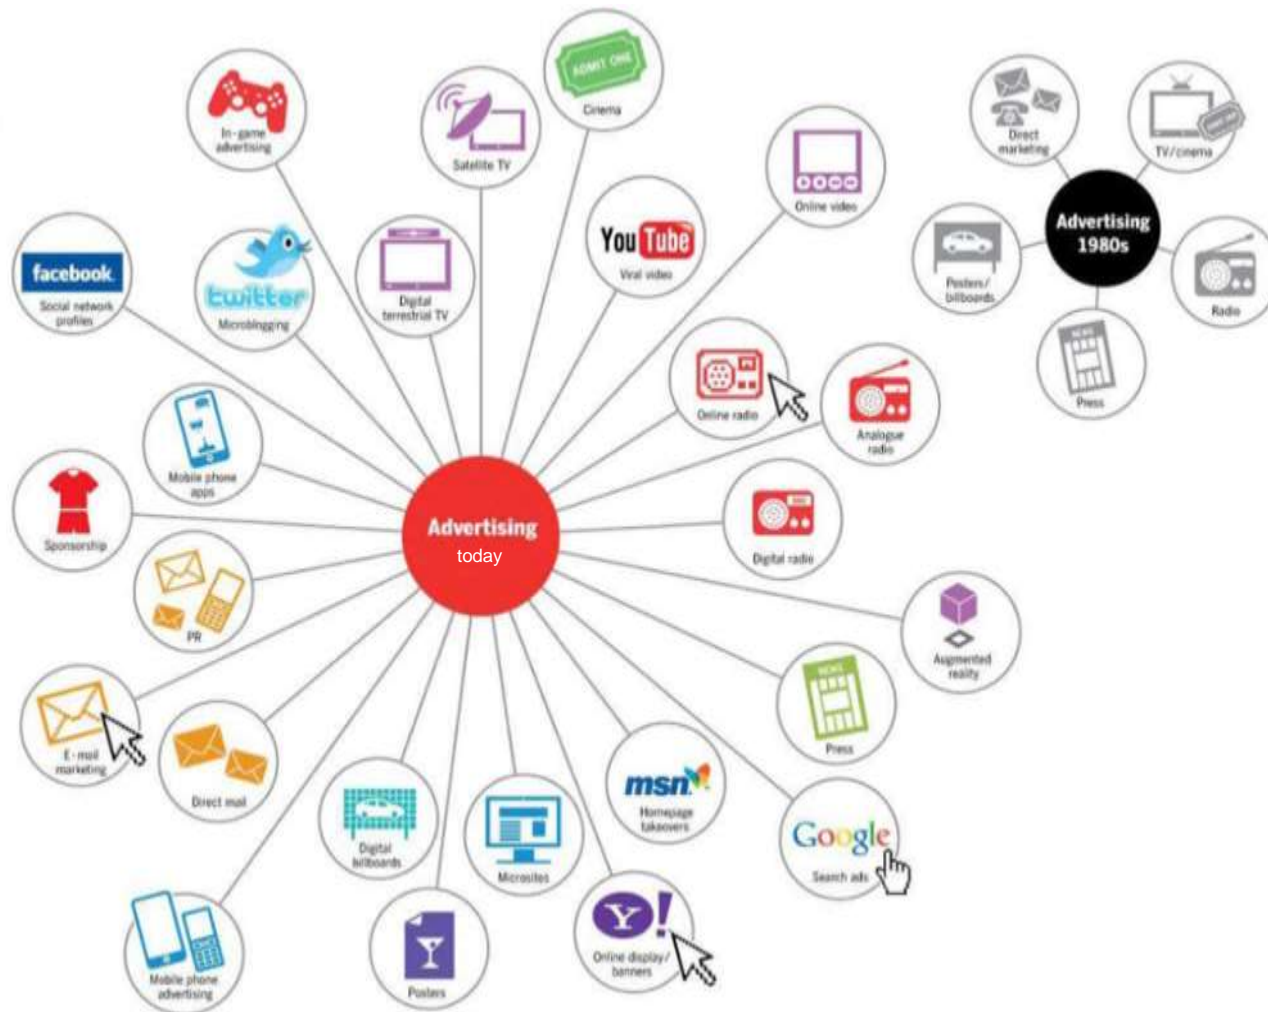 ADMIT ONE
Cinema
In-game
advertising
Satellite TV
Online video
Direct
marketing
TV/cinema
Advertising
1980s
Posters/
billboards
Radio
NEWS
Press
facebook.
Social network
profiles
twitter
Microblogging
Digital
terrestrial TV
You Tube
Viral video
Online radio
Analogue
radio
Mobile phone
apps
Sponsorship
Advertising
today
Digital radio
PR
Augmented
reality
E-mail
marketing
Direct mail
NEWS
Press
Digital
billboards
Microsites
msn
Homepage
takeovers
Google
Search ads
Mobile phone
advertising
Posters
Y!
Online display/
banners